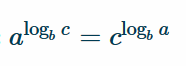 a^{\log_b c} = c^{\log_b a}